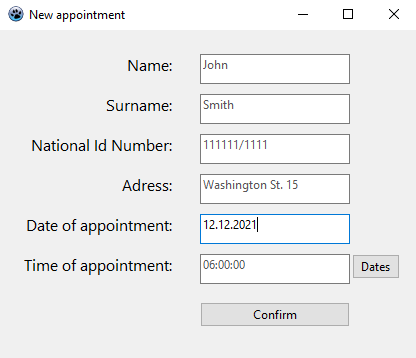 New appointment
Name: John
Surname: Smith
National Id Number: 111111/1111
Adress: Washington St. 15
Date of appointment: 12.12.2021
Time of appointment: 06:00:00 Dates
Confirm